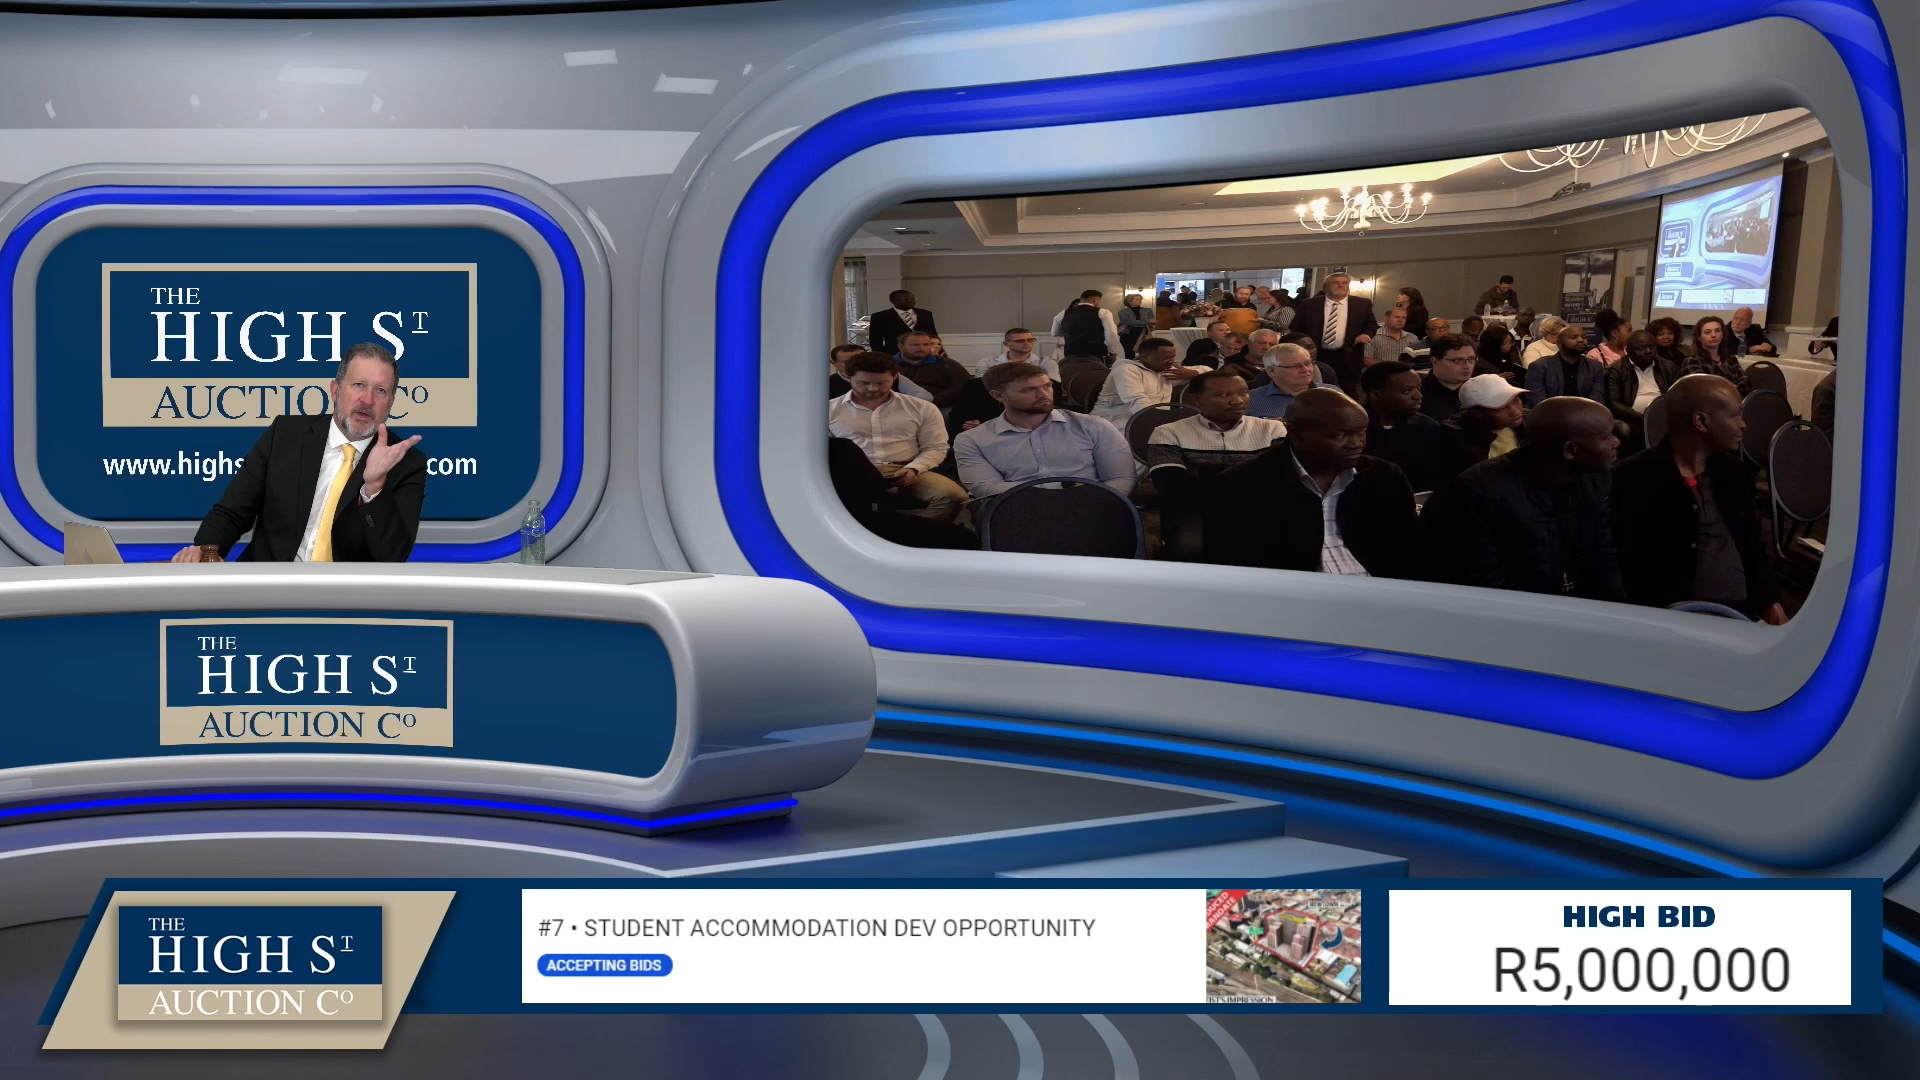 THE
HIGH ST
AUCTIO CO
www.highs .com
THE
HIGH ST
AUCTION CO
THE
HIGH ST
AUCTION CO
#7 • STUDENT ACCOMMODATION DEV OPPORTUNITY
ACCEPTING BIDS
HIGH BID
R5,000,000